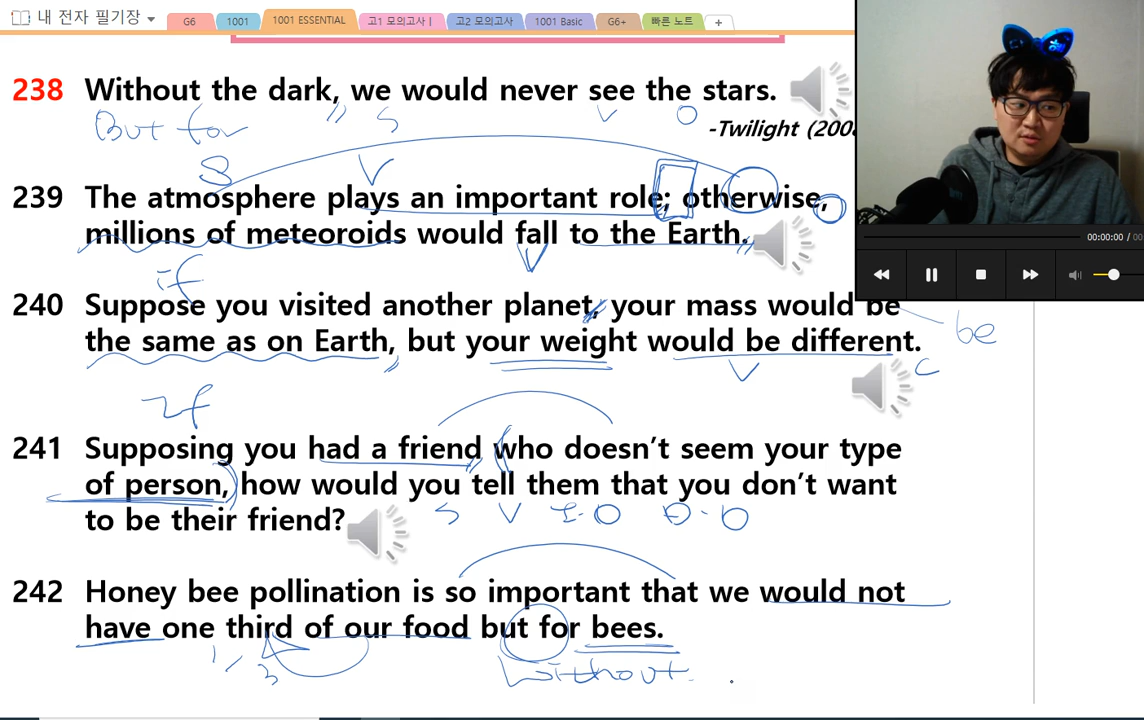 내 전자 필기장 G6 1001 1001 ESSENTIAL 고1 모의고사 I 고2 모의고사 1001 Basic G6+ 빠른 노트 +
238 Without the dark, we would never see the stars.
But for S V O
-Twilight (200
S V
239 The atmosphere plays an important role; otherwise,
millions of meteoroids would fall to the Earth.
00:00:00 / 00
if V
240 Suppose you visited another planet, your mass would be
be
the same as on Earth, but your weight would be different.
V C
If
241 Supposing you had a friend who doesn't seem your type
of person, how would you tell them that you don't want
S V I·O D·O
to be their friend?
242 Honey bee pollination is so important that we would not
have one third of our food but for bees.
1/3 without